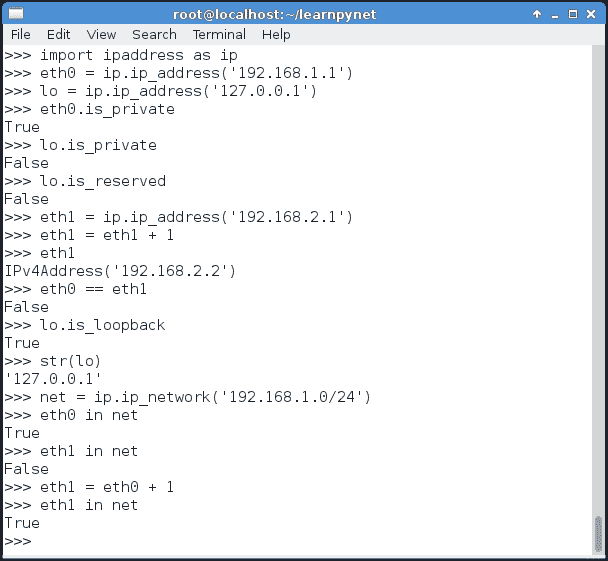 root@localhost:~/learnpynet
File Edit View Search Terminal Help
>>> import ipaddress as ip
>>> eth0 = ip.ip_address('192.168.1.1')
>>> lo = ip.ip_address('127.0.0.1')
>>> eth0.is_private
True
>>> lo.is_private
False
>>> lo.is_reserved
False
>>> eth1 = ip.ip_address('192.168.2.1')
>>> eth1 = eth1 + 1
>>> eth1
IPv4Address('192.168.2.2')
>>> eth0 == eth1
False
>>> lo.is_loopback
True
>>> str(lo)
'127.0.0.1'
>>> net = ip.ip_network('192.168.1.0/24')
>>> eth0 in net
True
>>> eth1 in net
False
>>> eth1 = eth0 + 1
>>> eth1 in net
True
>>>